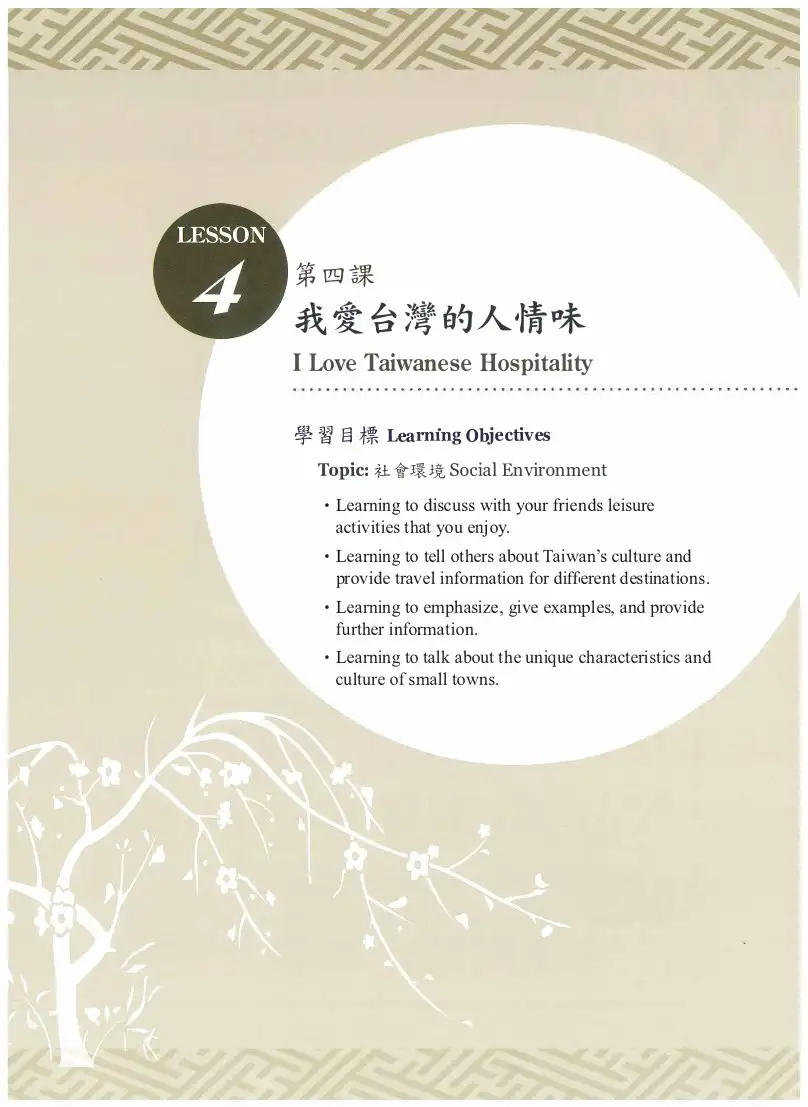 LESSON
4
第四課
我愛台灣的人情味
I Love Taiwanese Hospitality
學習目標 Learning Objectives
Topic: 社會環境 Social Environment
・Learning to discuss with your friends leisure
activities that you enjoy.
・Learning to tell others about Taiwan's culture and
provide travel information for different destinations.
・Learning to emphasize, give examples, and provide
further information.
・Learning to talk about the unique characteristics and
culture of small towns.